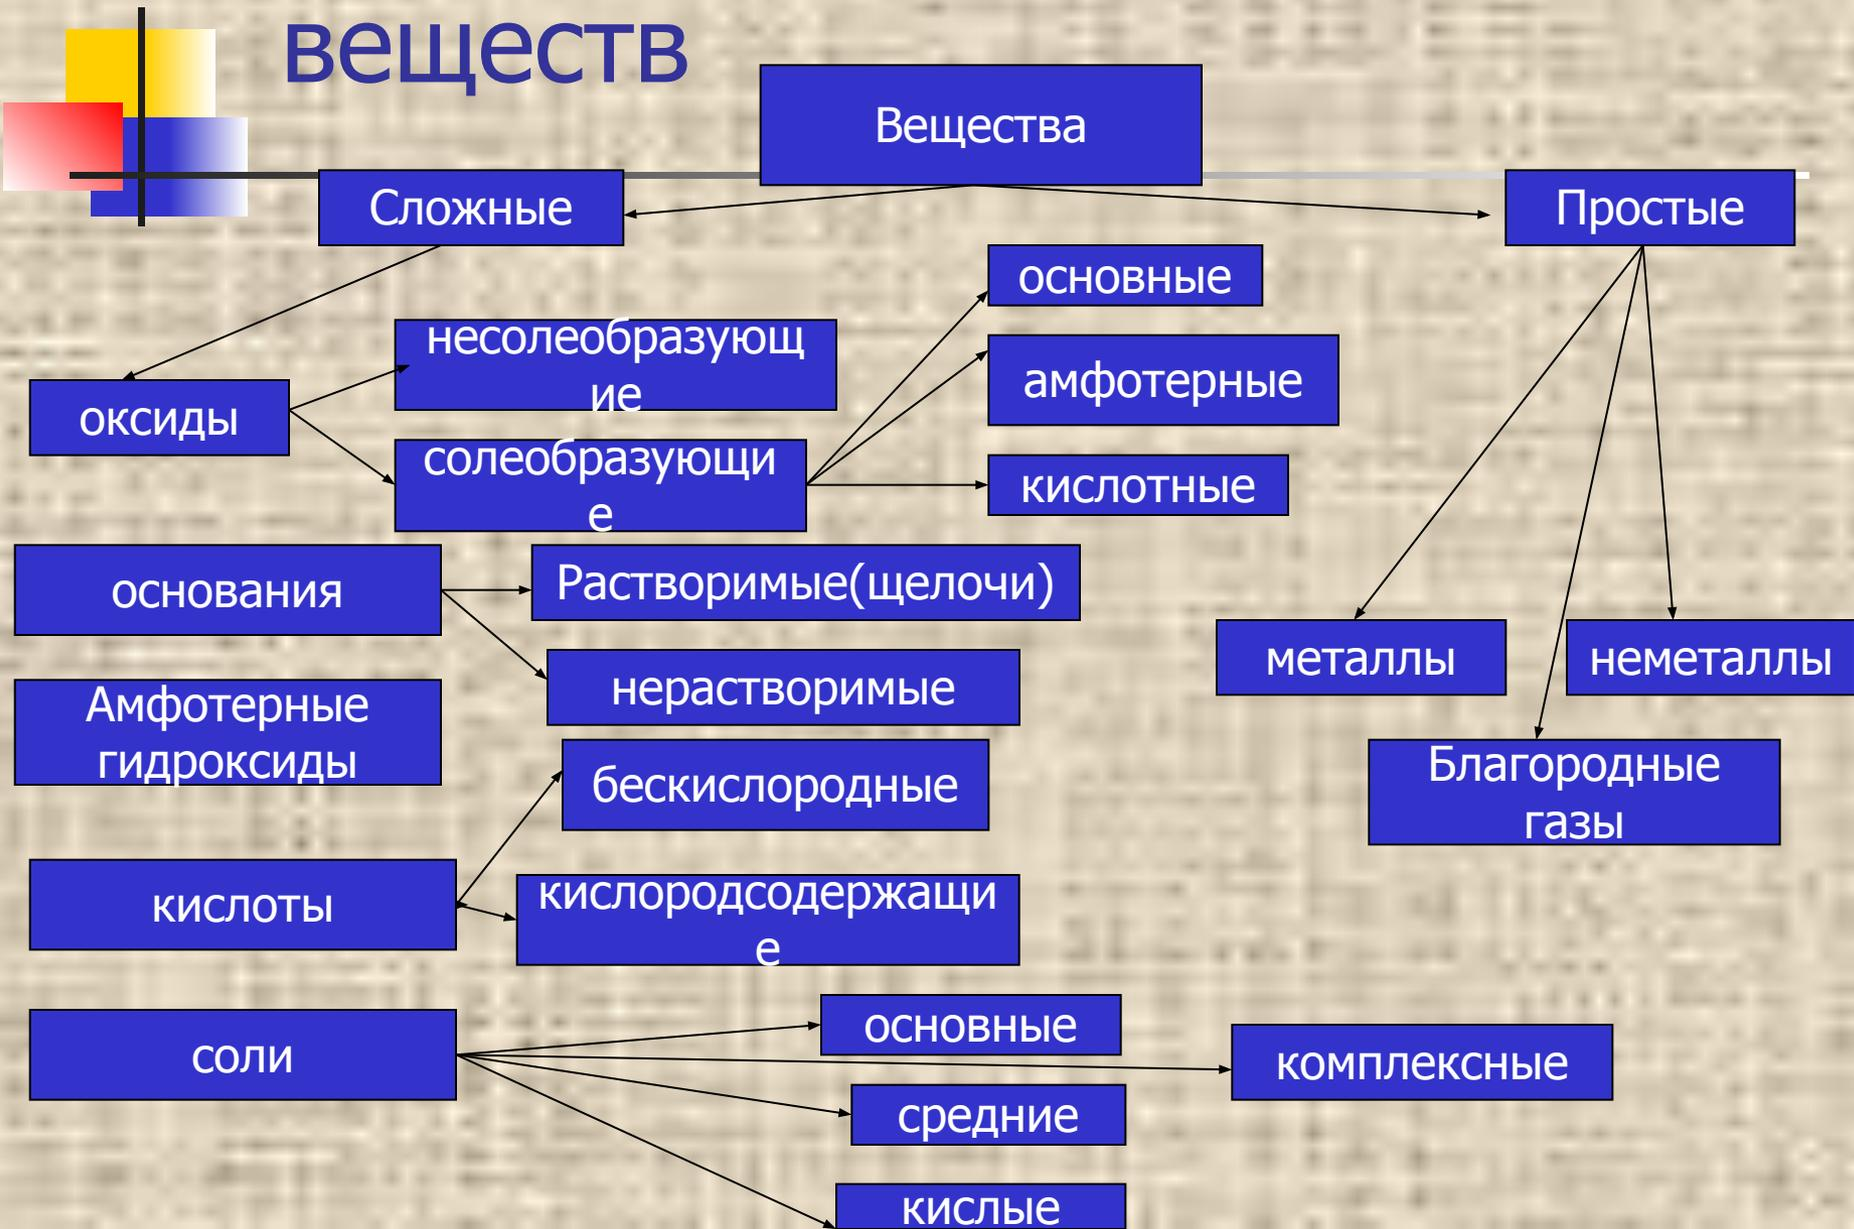 веществ
Вещества
Сложные
Простые
основные
несолеобразующ
ие
амфотерные
оксиды
солеобразующи
е
кислотные
основания
Растворимые(щелочи)
нерастворимые
металлы
неметаллы
Амфотерные
гидроксиды
бескислородные
Благородные
газы
кислоты
кислородсодержащи
е
соли
основные
комплексные
средние
кислые